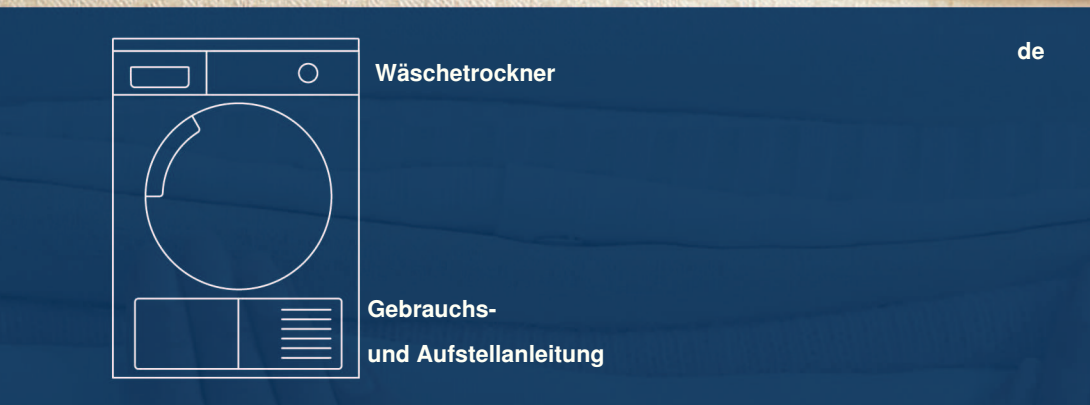 de
Wäschetrockner
Gebrauchs-
und Aufstellanleitung